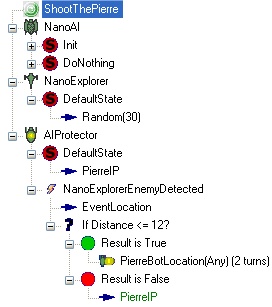 ShootThePierre
NanoAI
Init
DoNothing
NanoExplorer
DefaultState
Random(30)
AIProtector
DefaultState
PierreIP
NanoExplorerEnemyDetected
EventLocation
If Distance <= 12?
Result is True
PierreBotLocation(Any) (2 turns)
Result is False
PierreIP